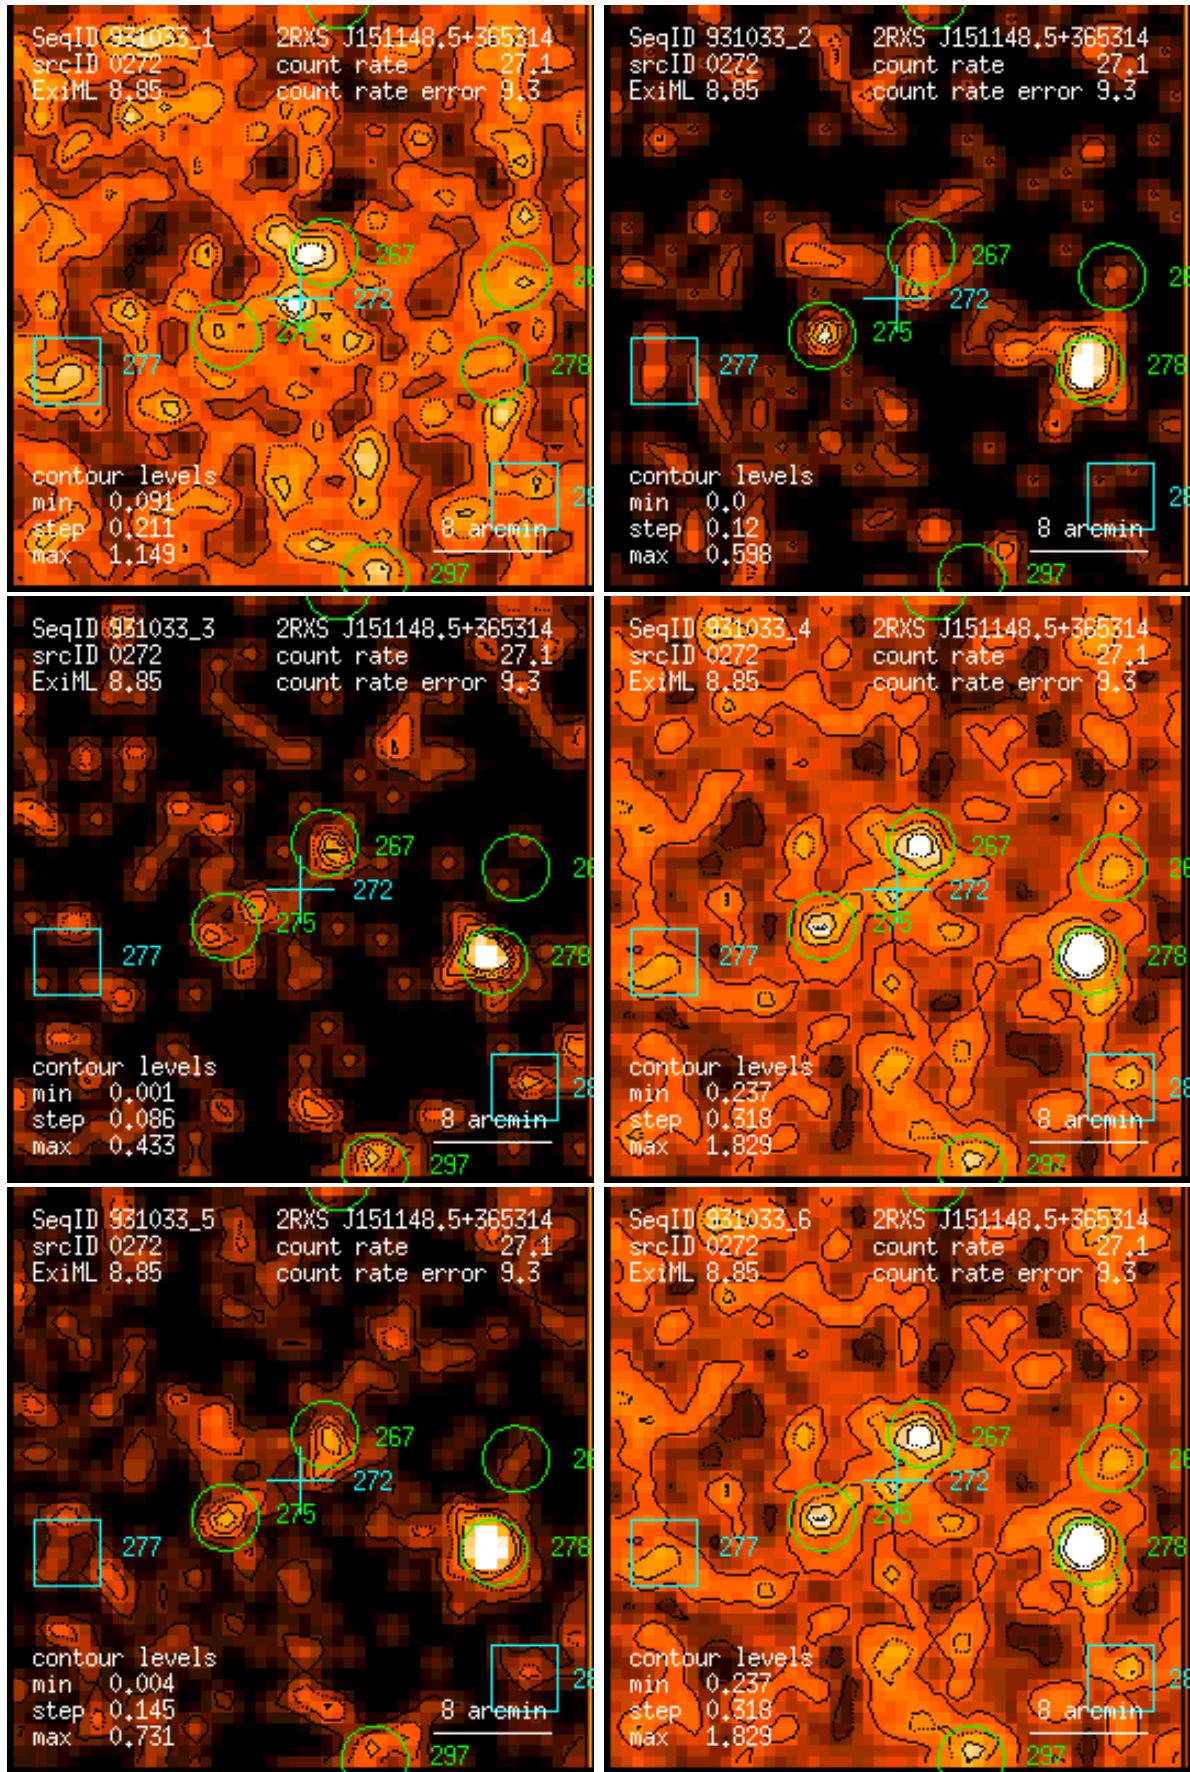 SeqID 931033_1 2RXS J151148.5+365314
srcID 0272 count rate 27.1
ExiML 8.85 count rate error 9.3
267
272
275
277
278
contour levels
min 0.091
step 0.211 8 arcmin
max 1.149
297
SeqID 931033_2 2RXS J151148.5+365314
srcID 0272 count rate 27.1
ExiML 8.85 count rate error 9.3
267
272
275
277
278
contour levels
min 0.0
step 0.12 8 arcmin
max 0.598
297
SeqID 931033_3 2RXS J151148.5+365314
srcID 0272 count rate 27.1
ExiML 8.85 count rate error 9.3
267
272
275
277
278
contour levels
min 0.001
step 0.086 8 arcmin
max 0.433
297
SeqID 931033_4 2RXS J151148.5+365314
srcID 0272 count rate 27.1
ExiML 8.85 count rate error 9.3
267
272
275
277
278
contour levels
min 0.237
step 0.318 8 arcmin
max 1.829
297
SeqID 931033_5 2RXS J151148.5+365314
srcID 0272 count rate 27.1
ExiML 8.85 count rate error 9.3
267
272
275
277
278
contour levels
min 0.004
step 0.145 8 arcmin
max 0.731
297
SeqID 931033_6 2RXS J151148.5+365314
srcID 0272 count rate 27.1
ExiML 8.85 count rate error 9.3
267
272
275
277
278
contour levels
min 0.237
step 0.318 8 arcmin
max 1.829
297